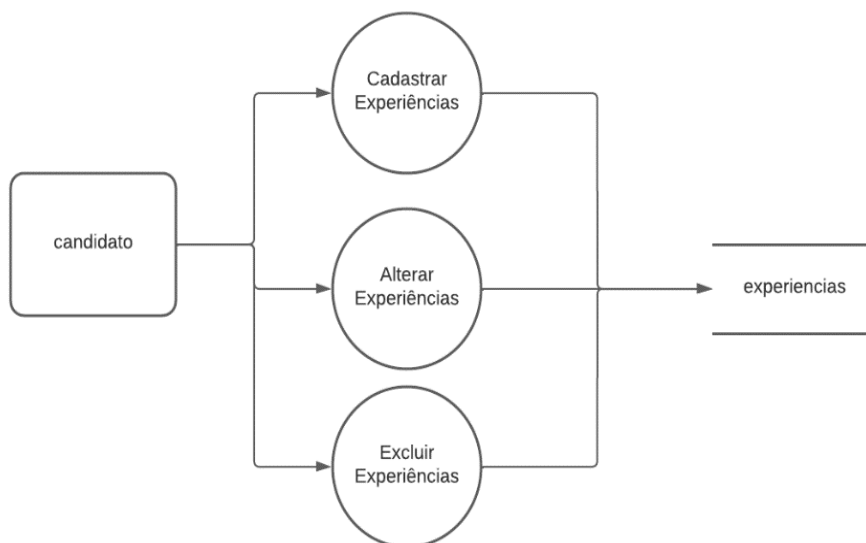 Cadastrar
Experiências
candidato
Alterar
Experiências
experiencias
Excluir
Experiências